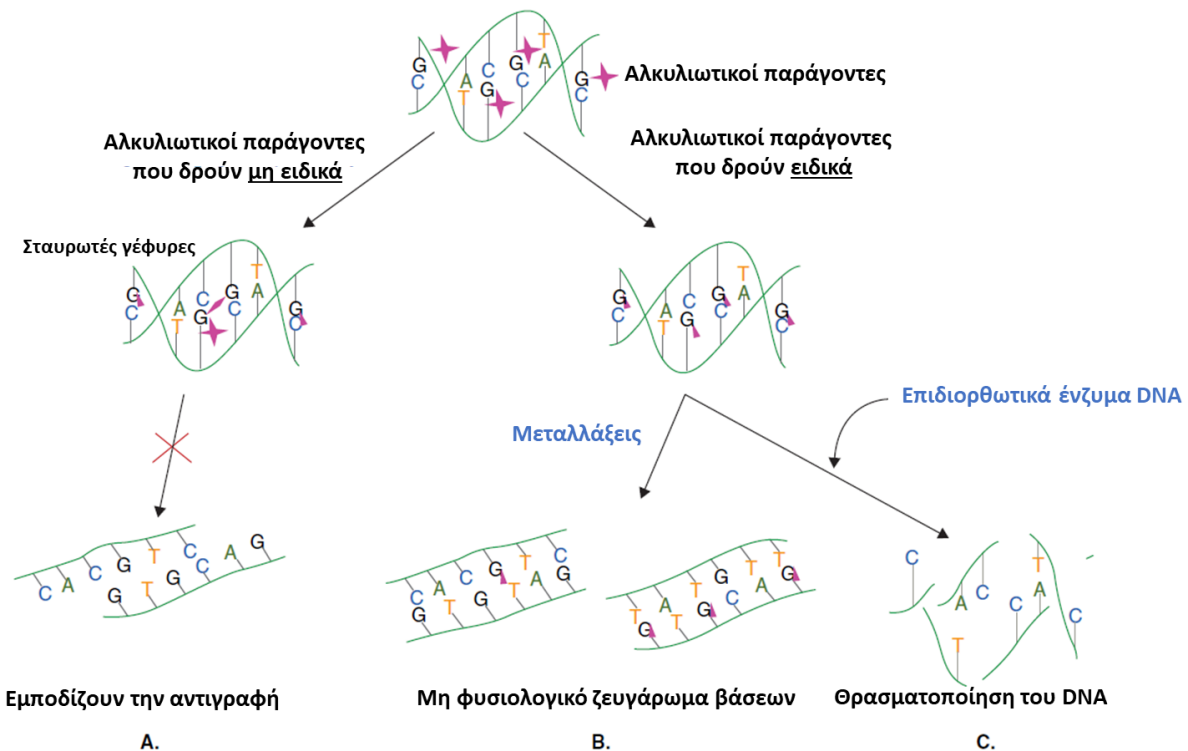 Αλκυλιωτικοί παράγοντες
Αλκυλιωτικοί παράγοντες
που δρούν μη ειδικά
Αλκυλιωτικοί παράγοντες
που δρούν ειδικά
Σταυρωτές γέφυρες
Επιδιορθωτικά ένζυμα DNA
Μεταλλάξεις
Εμποδίζουν την αντιγραφή
Μη φυσιολογικό ζευγάρωμα βάσεων
Θρασματοποίηση του DNA
A.
B.
C.